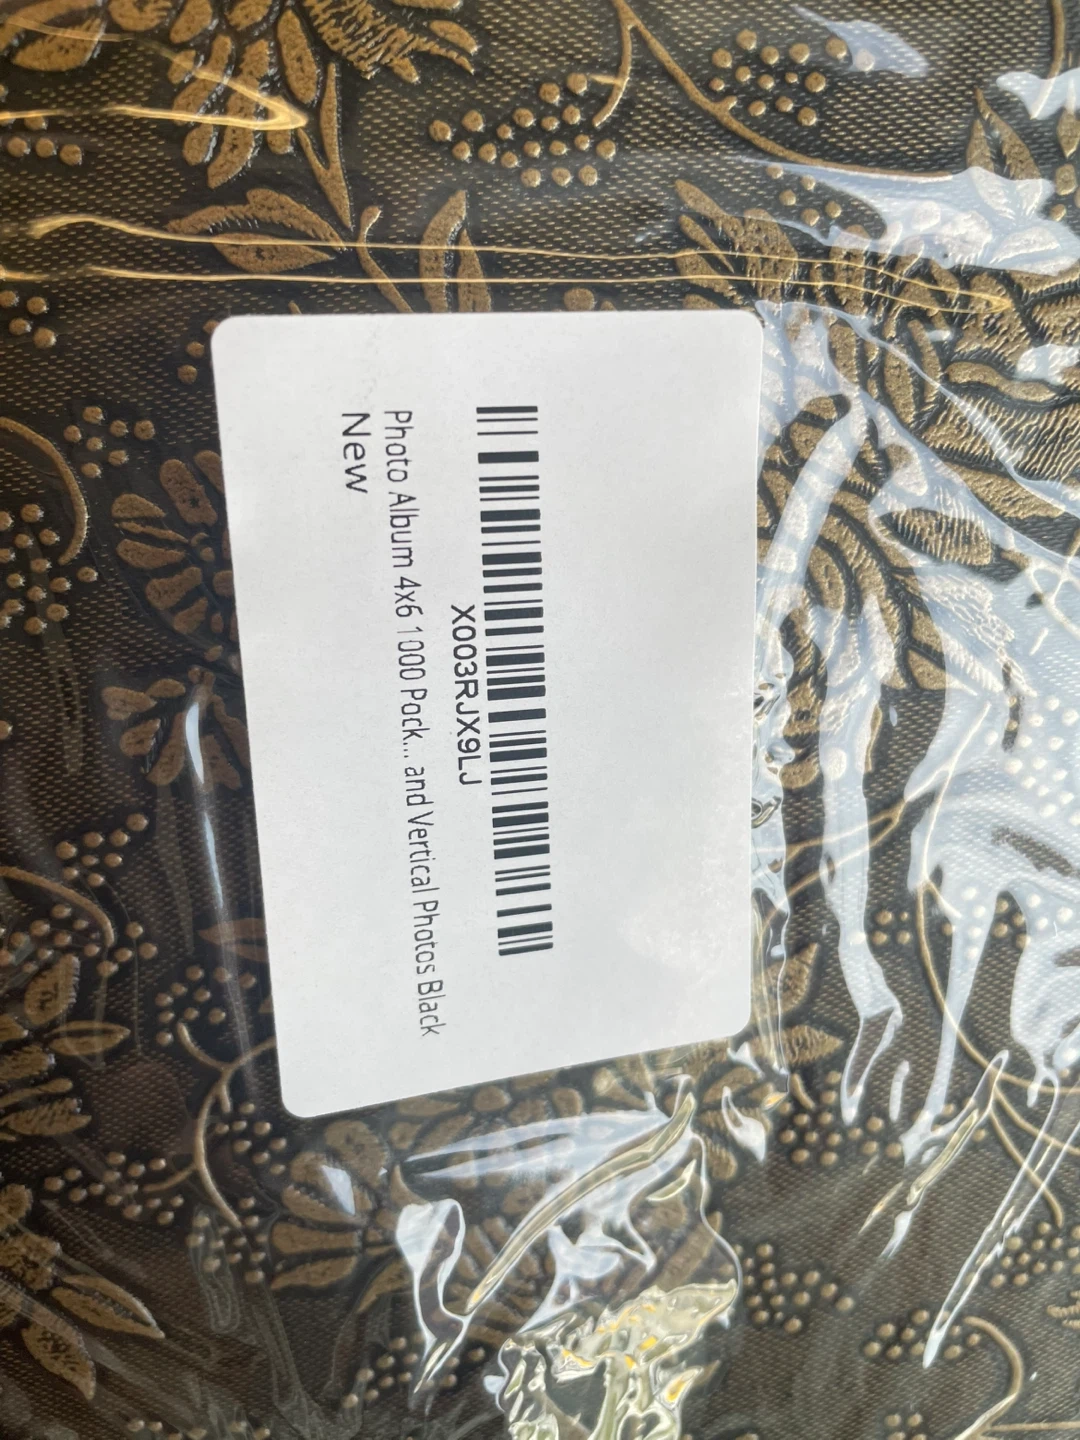 X003RJX9LJ
Photo Album 4x6 1000 Pock... and Vertical Photos Black
New